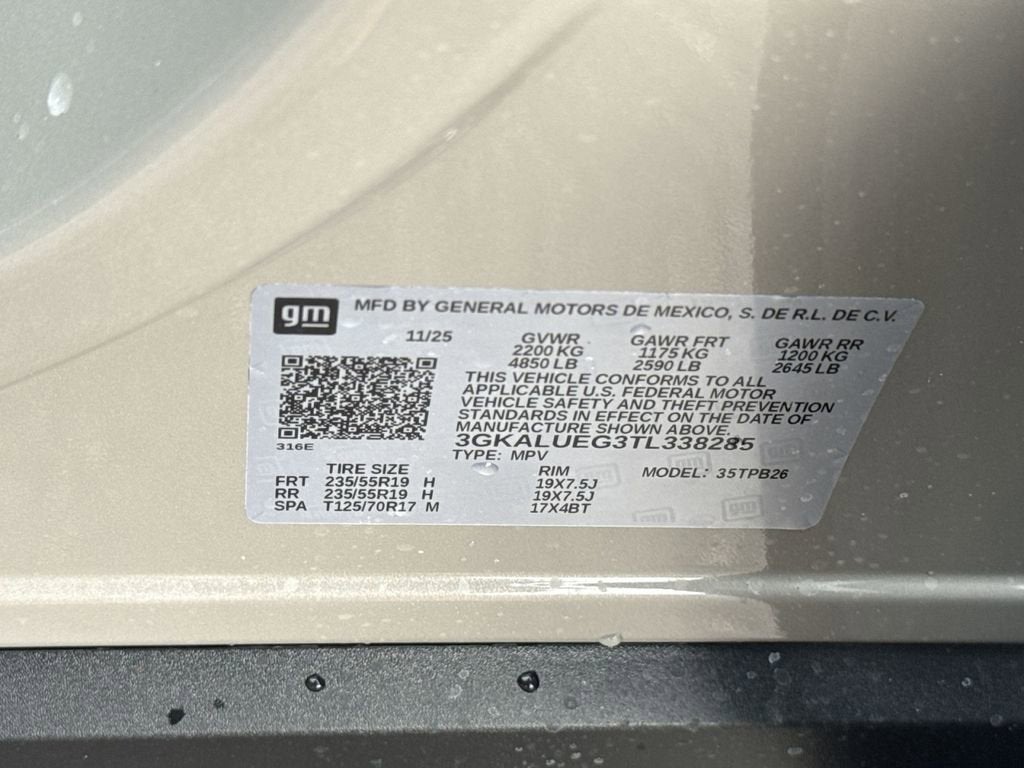 gm MFD BY GENERAL MOTORS DE MEXICO, S. DE R.L. DE C.V.
11/25 GVWR GAWR FRT GAWR RR
2200 KG 1175 KG 1200 KG
4850 LB 2590 LB 2645 LB
THIS VEHICLE CONFORMS TO ALL
APPLICABLE U.S. FEDERAL MOTOR
VEHICLE SAFETY AND THEFT PREVENTION
STANDARDS IN EFFECT ON THE DATE OF
MANUFACTURE SHOWN ABOVE.
316E 3GKALUEG3TL338285
TYPE: MPV
TIRE SIZE RIM MODEL: 35TPB26
FRT 235/55R19 H 19X7.5J
RR 235/55R19 H 19X7.5J
SPA T125/70R17 M 17X4BT